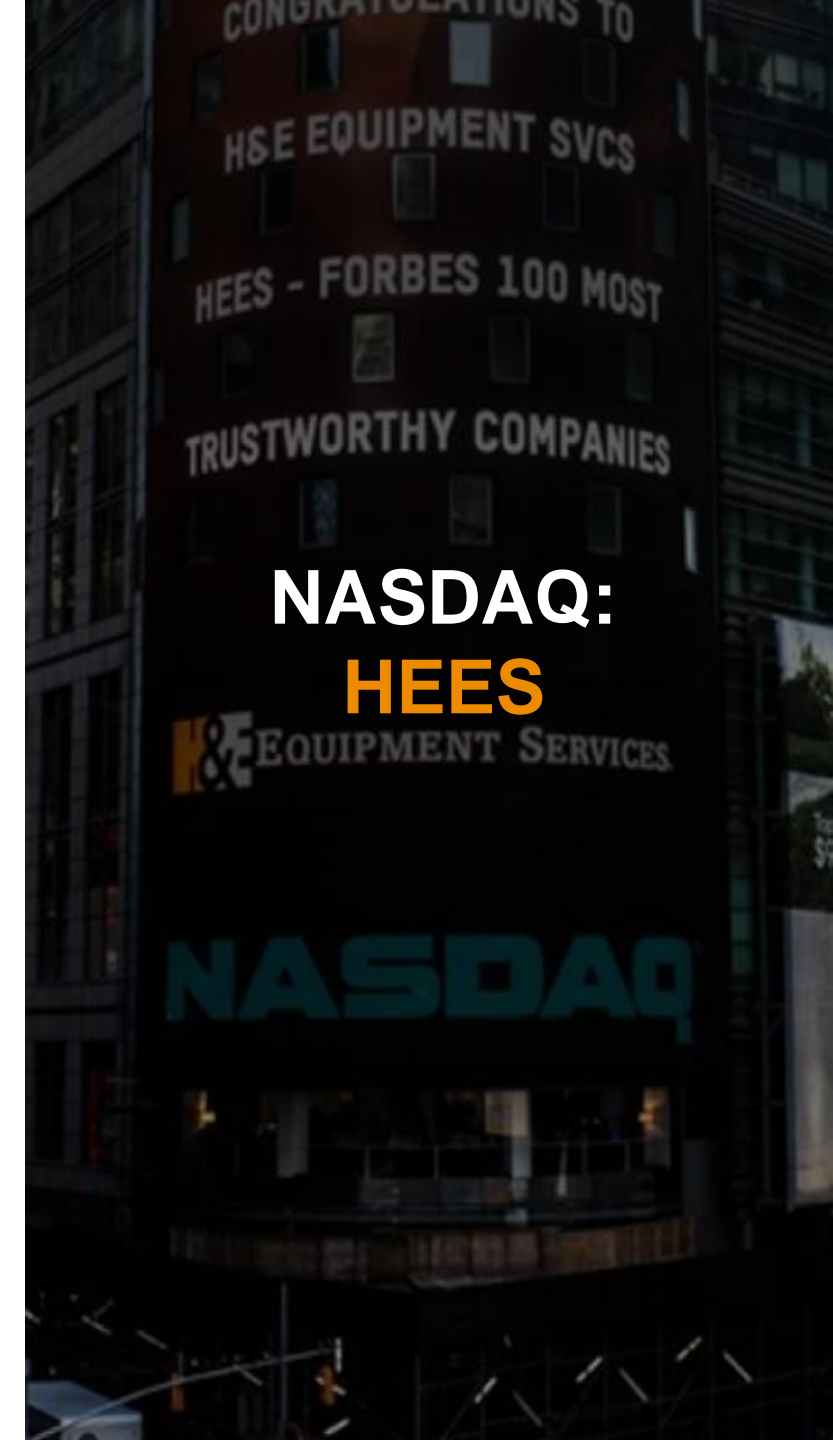 CONGRATULATIONS TO
H&E EQUIPMENT SVCS
HEES - FORBES 100 MOST
TRUSTWORTHY COMPANIES
NASDAQ:
HEES
H&E EQUIPMENT SERVICES.
NASDAQ